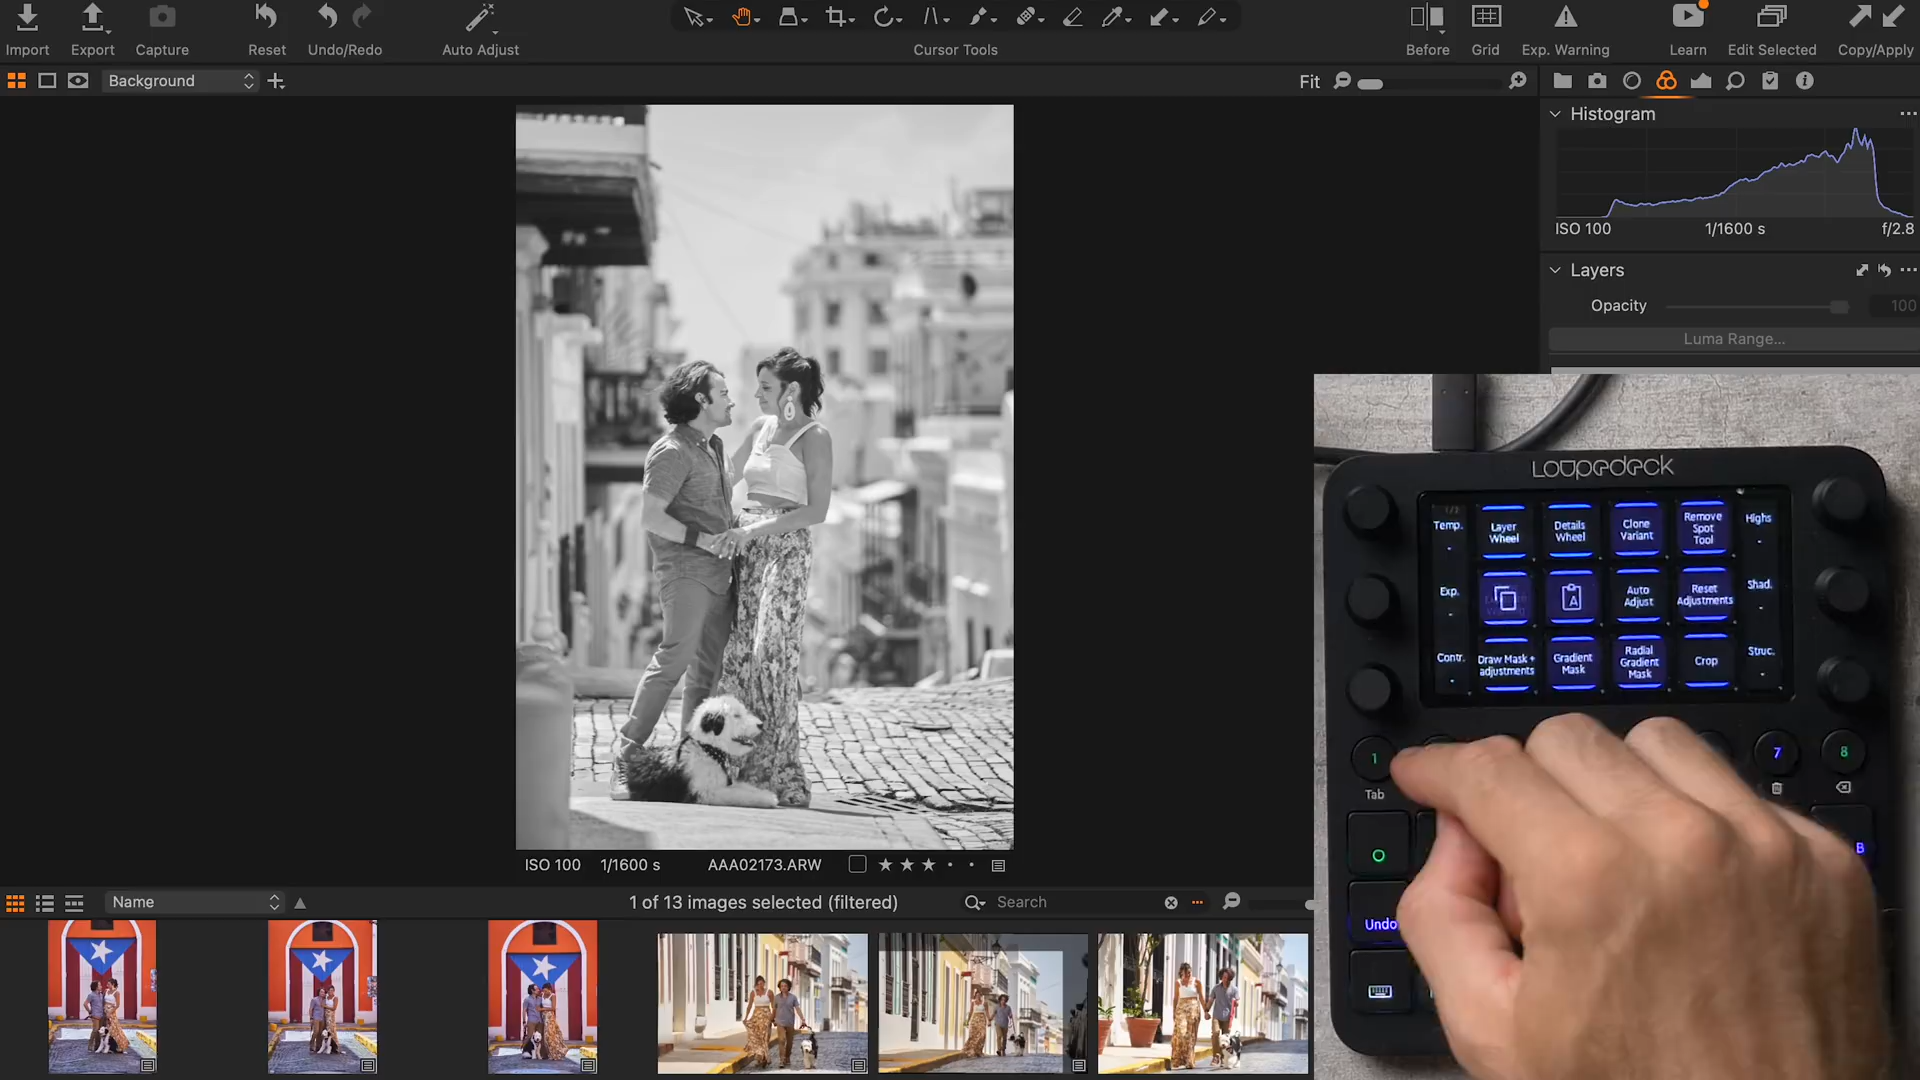 Import
Export
Capture
Reset
Undo/Redo
Auto Adjust
Cursor Tools
Before
Grid
Exp. Warning
Learn
Edit Selected
Copy/Apply
Background
Fit
Histogram
ISO 100
1/1600 s
f/2.8
Layers
Opacity
100
Luma Range...
Loupedeck
Temp.
Layer
Wheel
Details
Wheel
Clone
Variant
Remove
Spot
Tool
Highs
Exp.
A
Auto
Adjust
Reset
Adjustments
Shad.
Contr.
Draw Mask +
adjustments
Gradient
Mask
Radial
Gradient
Mask
Crop
Struc.
1
7
8
Tab
O
B
Undo
ISO 100
1/1600 s
AAA02173.ARW
Name
1 of 13 images selected (filtered)
Search